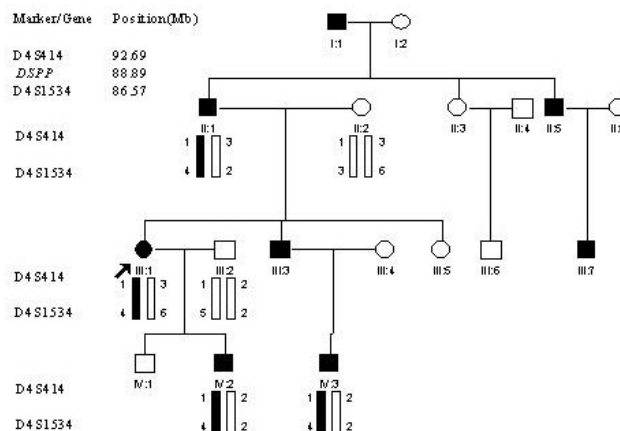 Marker/Gene Position(Mb)
D4S414 92.69
DSPP 88.89
D4S1534 86.57
I:1 I:2
II:1 II:2 II:3 II:4 II:5
D4S414 1 3 1 3
D4S1534 4 2 3 6
III:1 III:2 III:3 III:4 III:5 III:6 III:7
D4S414 1 3 1 2
D4S1534 4 6 5 2
IV:1 IV:2 IV:3
D4S414 1 2 1 2
D4S1534 4 2 4 2